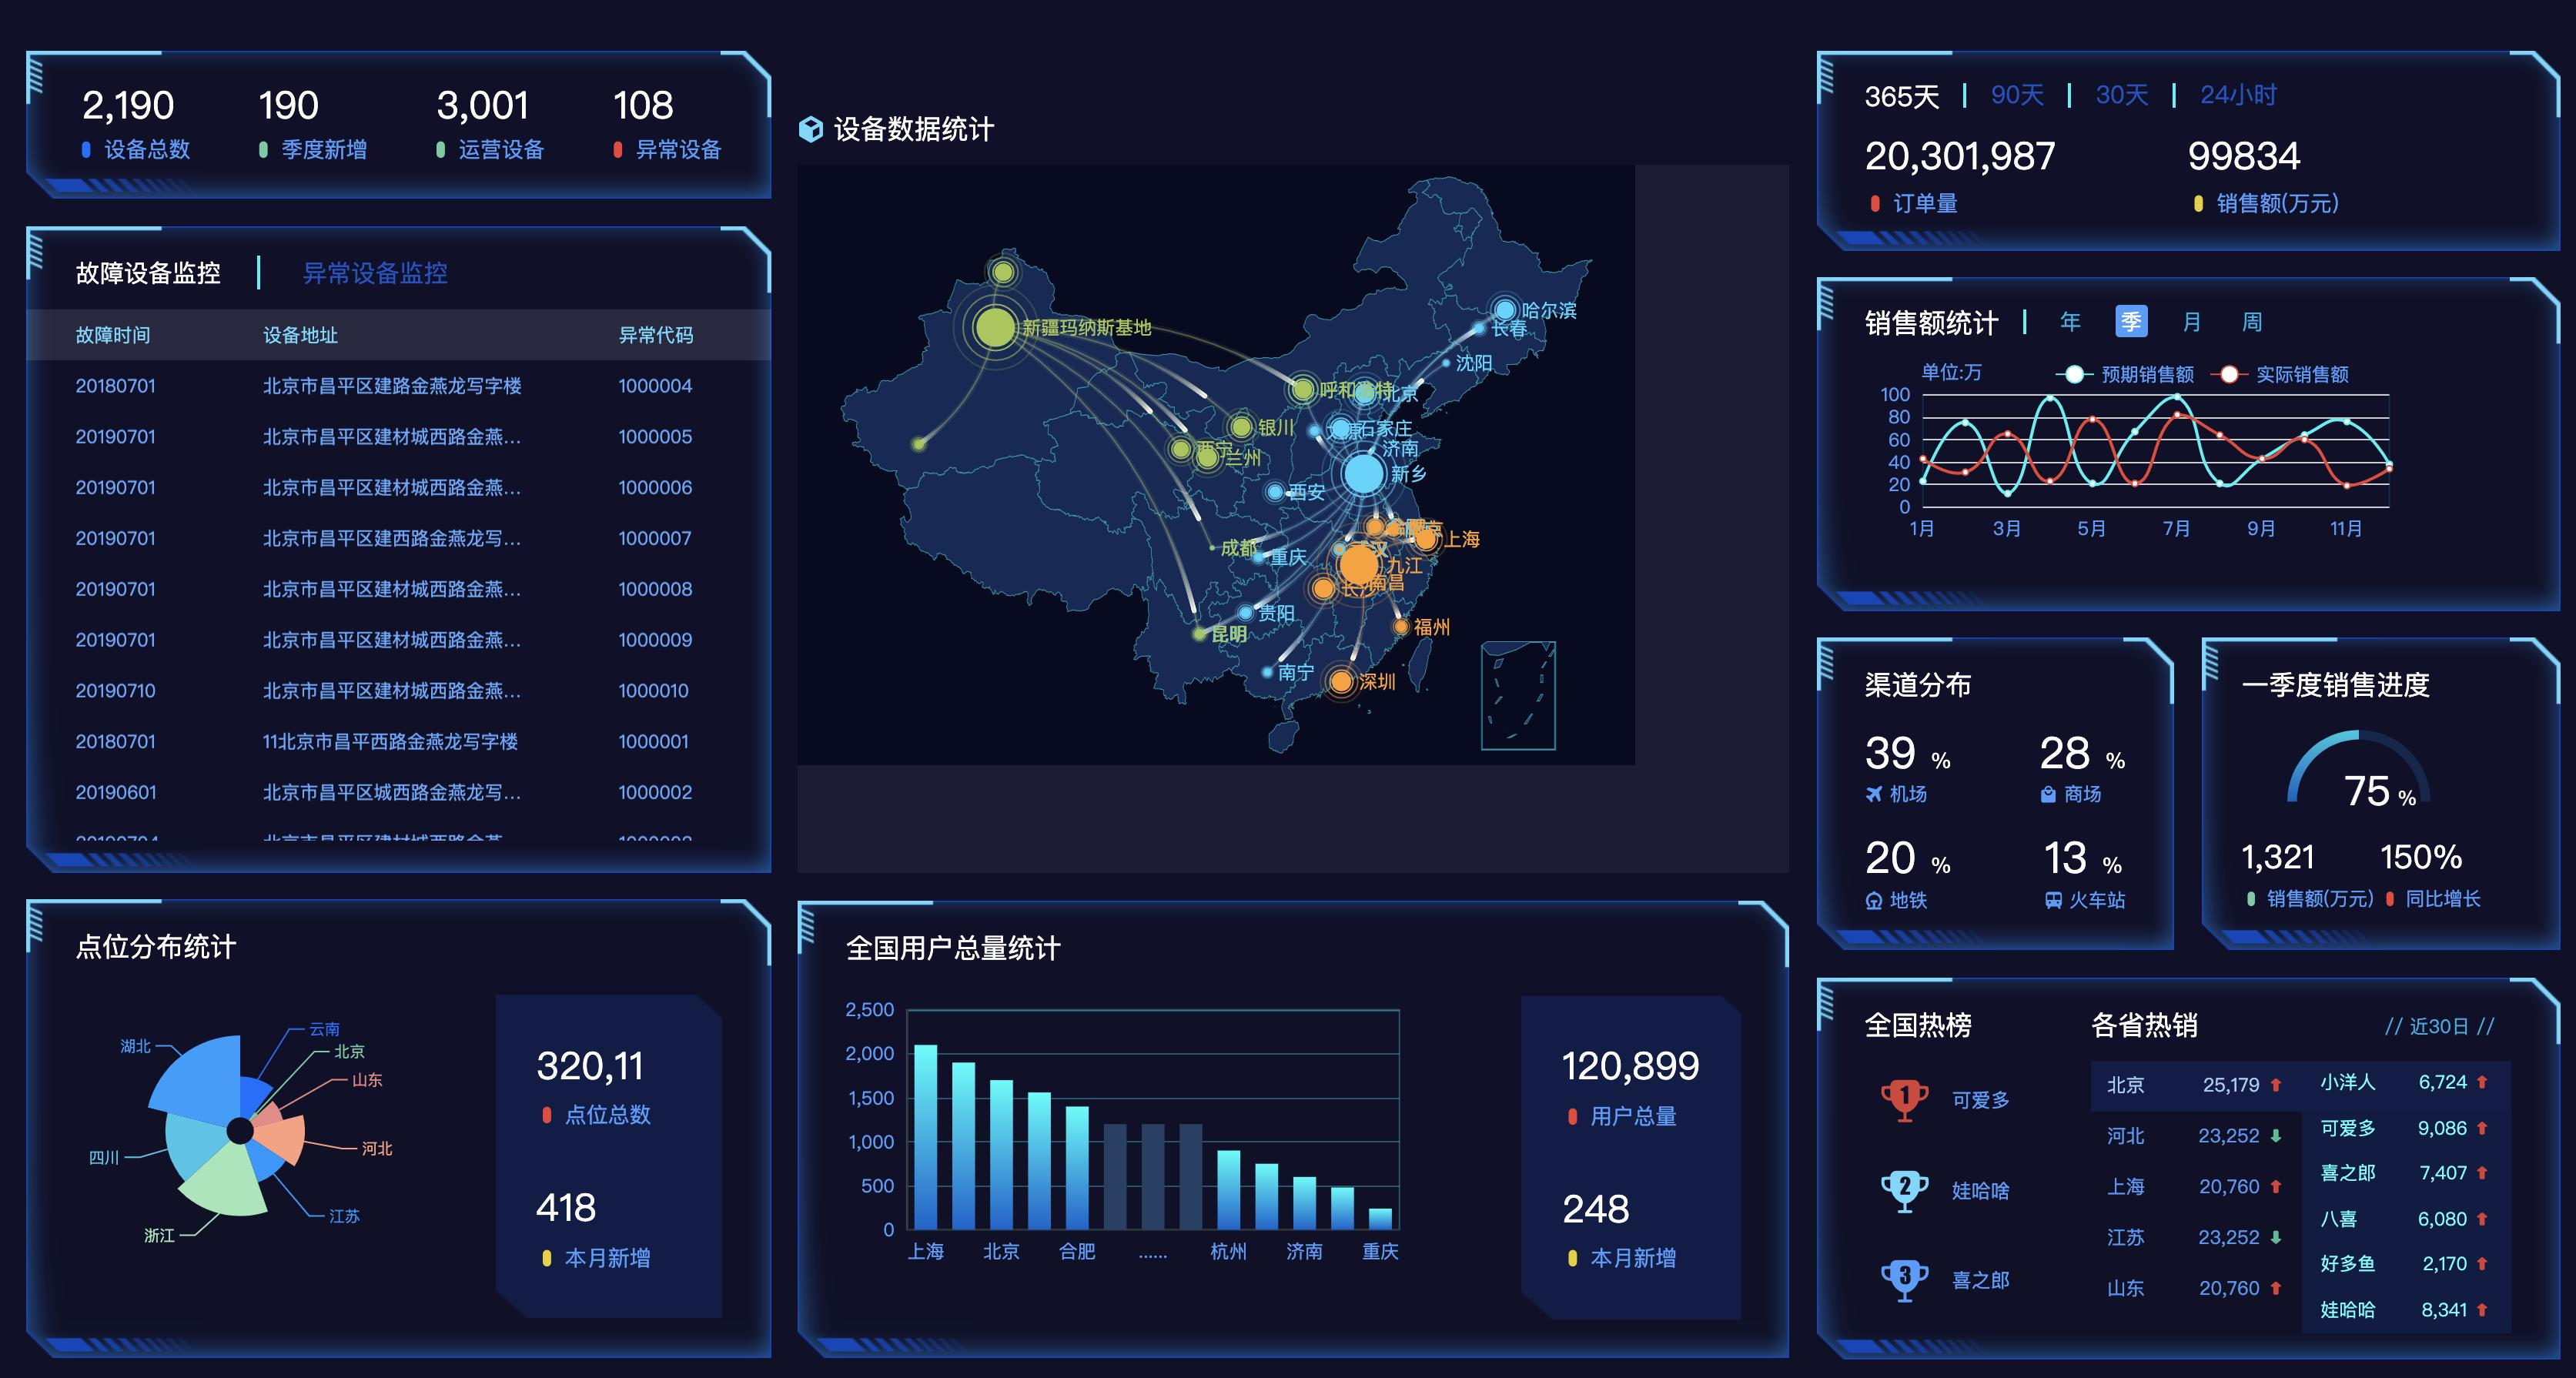 2,190 190 3,001 108
设备总数 季度新增 运营设备 异常设备
故障设备监控 异常设备监控
故障时间 设备地址 异常代码
20180701 北京市昌平区建路金燕龙写字楼 1000004
20190701 北京市昌平区建材城西路金燕... 1000005
20190701 北京市昌平区建材城西路金燕... 1000006
20190701 北京市昌平区建西路金燕龙写... 1000007
20190701 北京市昌平区建材城西路金燕... 1000008
20190701 北京市昌平区建材城西路金燕... 1000009
20190710 北京市昌平区建材城西路金燕... 1000010
20180701 11北京市昌平西路金燕龙写字楼 1000001
20190601 北京市昌平区城西路金燕龙写... 1000002
点位分布统计
云南
湖北
北京
山东
河北
四川
江苏
浙江
320,11
点位总数
418
本月新增
设备数据统计
哈尔滨
新疆玛纳斯基地
长春
沈阳
北京
银川
石家庄
济南
兰州
新乡
西安
上海
成都
重庆
九江
南昌
贵阳
福州
昆明
南宁
深圳
全国用户总量统计
2,500
2,000
1,500
1,000
500
0
上海 北京 合肥 ...... 杭州 济南 重庆
120,899
用户总量
248
本月新增
365天 90天 30天 24小时
20,301,987 99834
订单量 销售额(万元)
销售额统计 年 季 月 周
单位:万 预期销售额 实际销售额
100
80
60
40
20
0
1月 3月 5月 7月 9月 11月
渠道分布
39 % 28 %
机场 商场
20 % 13 %
地铁 火车站
一季度销售进度
75 %
1,321 150%
销售额(万元) 同比增长
全国热榜
1 可爱多
2 娃哈啥
3 喜之郎
各省热销 // 近30日 //
北京 25,179
河北 23,252
上海 20,760
江苏 23,252
山东 20,760
小洋人 6,724
可爱多 9,086
喜之郎 7,407
八喜 6,080
好多鱼 2,170
娃哈哈 8,341